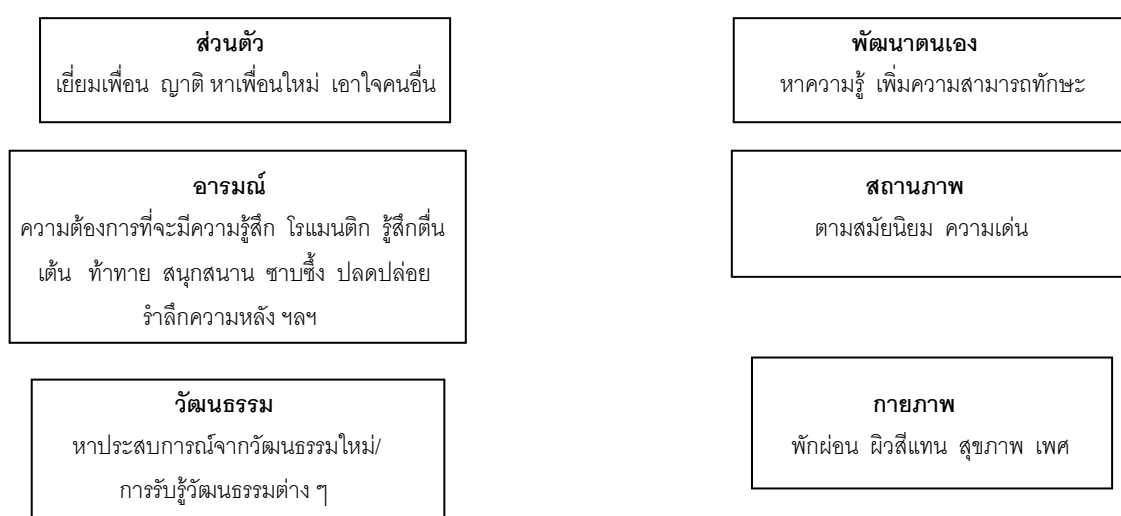 ส่วนตัว
เยี่ยมเพื่อน ญาติ หาเพื่อนใหม่ เอาใจคนอื่น
พัฒนาตนเอง
หาความรู้ เพิ่มความสามารถทักษะ
อารมณ์
ความต้องการที่จะมีความรู้สึก โรแมนติก รู้สึกตื่น
เต้น ท้าทาย สนุกสนาน ซาบซึ้ง ปลดปล่อย
รำลึกความหลัง ฯลฯ
สถานภาพ
ตามสมัยนิยม ความเด่น
วัฒนธรรม
หาประสบการณ์จากวัฒนธรรมใหม่/
การรับรู้วัฒนธรรมต่าง ๆ
กายภาพ
พักผ่อน ผิวสีแทน สุขภาพ เพศ